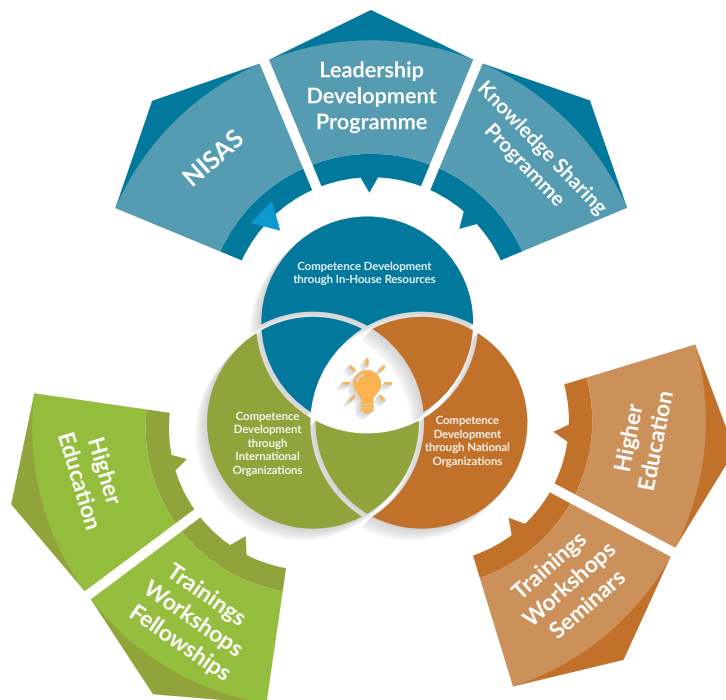 NISAS
Leadership
Development
Programme
Knowledge Sharing
Programme
Competence Development
through In-House Resources
Competence
Development
through
International
Organizations
Competence
Development
through National
Organizations
Higher
Education
Trainings
Workshops
Fellowships
Higher
Education
Trainings
Workshops
Seminars